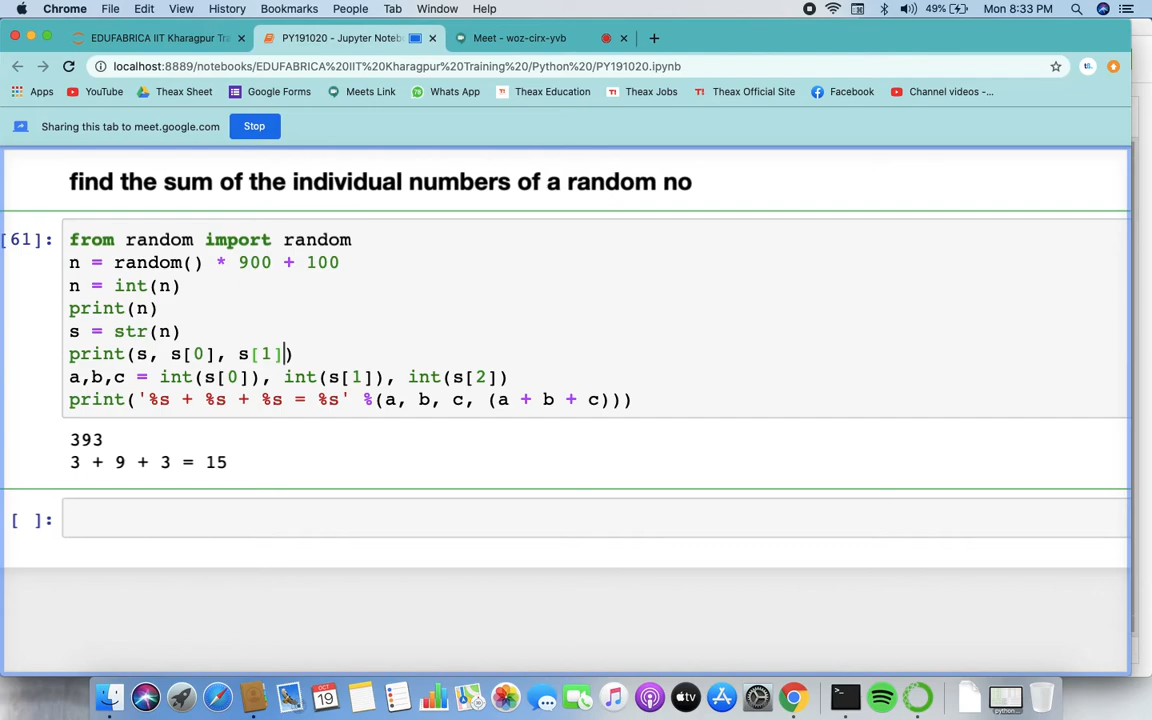 Chrome File Edit View History Bookmarks People Tab Window Help 49% Mon 8:33 PM
EDUFABRICA IIT Kharagpur Tra PY191020 - Jupyter Noteb Meet - woz-cirx-yvb
localhost:8889/notebooks/EDUFABRICA%20IIT%20Kharagpur%20Training%20/Python%20/PY191020.ipynb
Apps YouTube Theax Sheet Google Forms Meets Link Whats App Theax Education Theax Jobs Theax Official Site Facebook Channel videos -...
Sharing this tab to meet.google.com Stop
find the sum of the individual numbers of a random no
[61]: from random import random
n = random() * 900 + 100
n = int(n)
print(n)
s = str(n)
print(s, s[0], s[1])
a,b,c = int(s[0]), int(s[1]), int(s[2])
print('%s + %s + %s = %s' %(a, b, c, (a + b + c)))
393
3 + 9 + 3 = 15
[ ]:
OCT
19
tv
python...